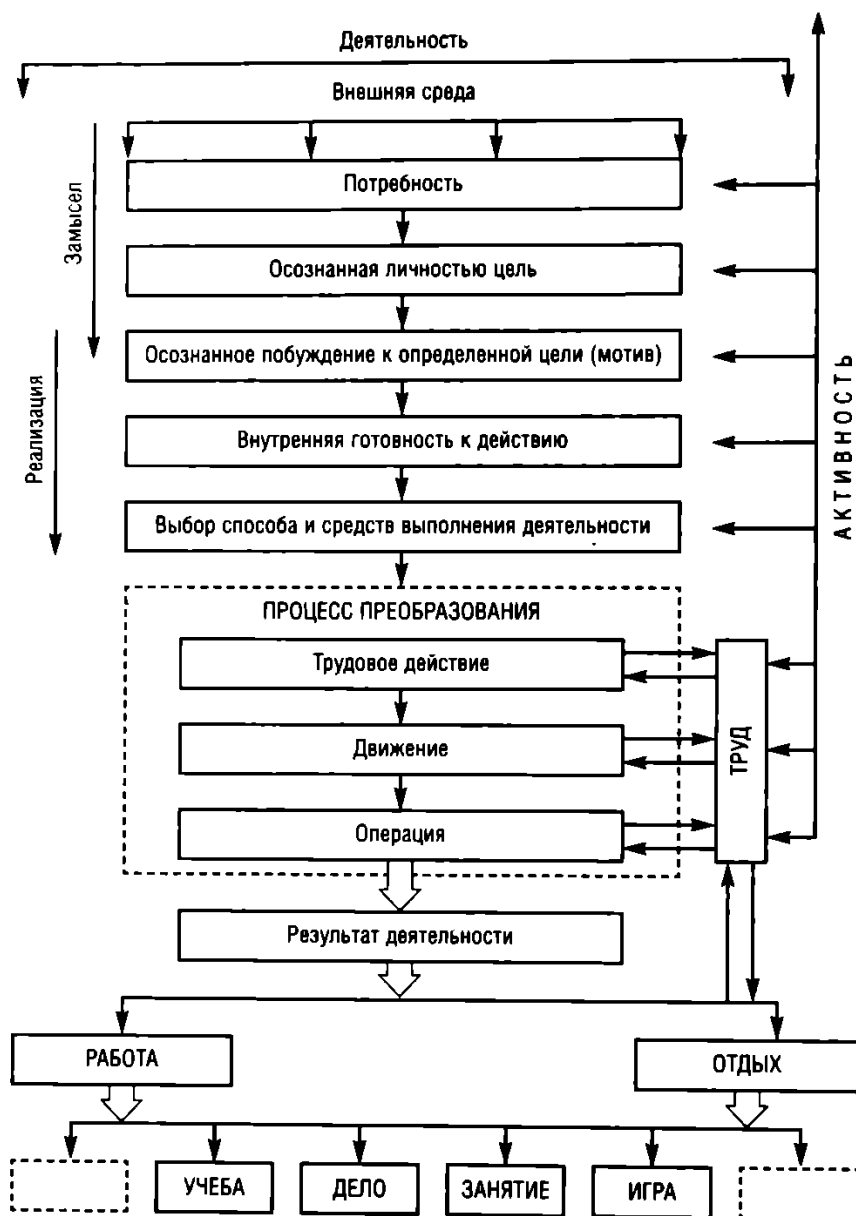 Деятельность
Внешняя среда
Замысел
Реализация
Потребность
Осознанная личностью цель
Осознанное побуждение к определенной цели (мотив)
Внутренняя готовность к действию
Выбор способа и средств выполнения деятельности
АКТИВНОСТЬ
ПРОЦЕСС ПРЕОБРАЗОВАНИЯ
Трудовое действие
Движение
Операция
ТРУД
Результат деятельности
РАБОТА
ОТДЫХ
УЧЕБА
ДЕЛО
ЗАНЯТИЕ
ИГРА